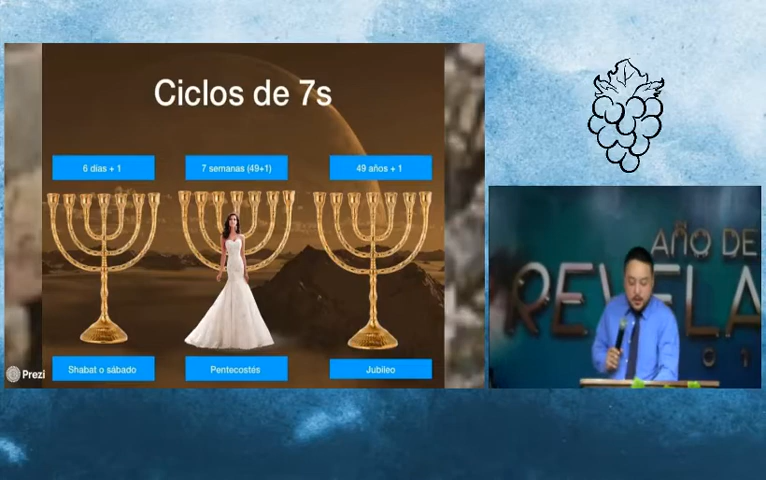 Ciclos de 7s
6 días + 1
7 semanas (49+1)
49 años + 1
Shabat o sábado
Pentecostés
Jubileo
Prezi
AÑO DE
REVELA